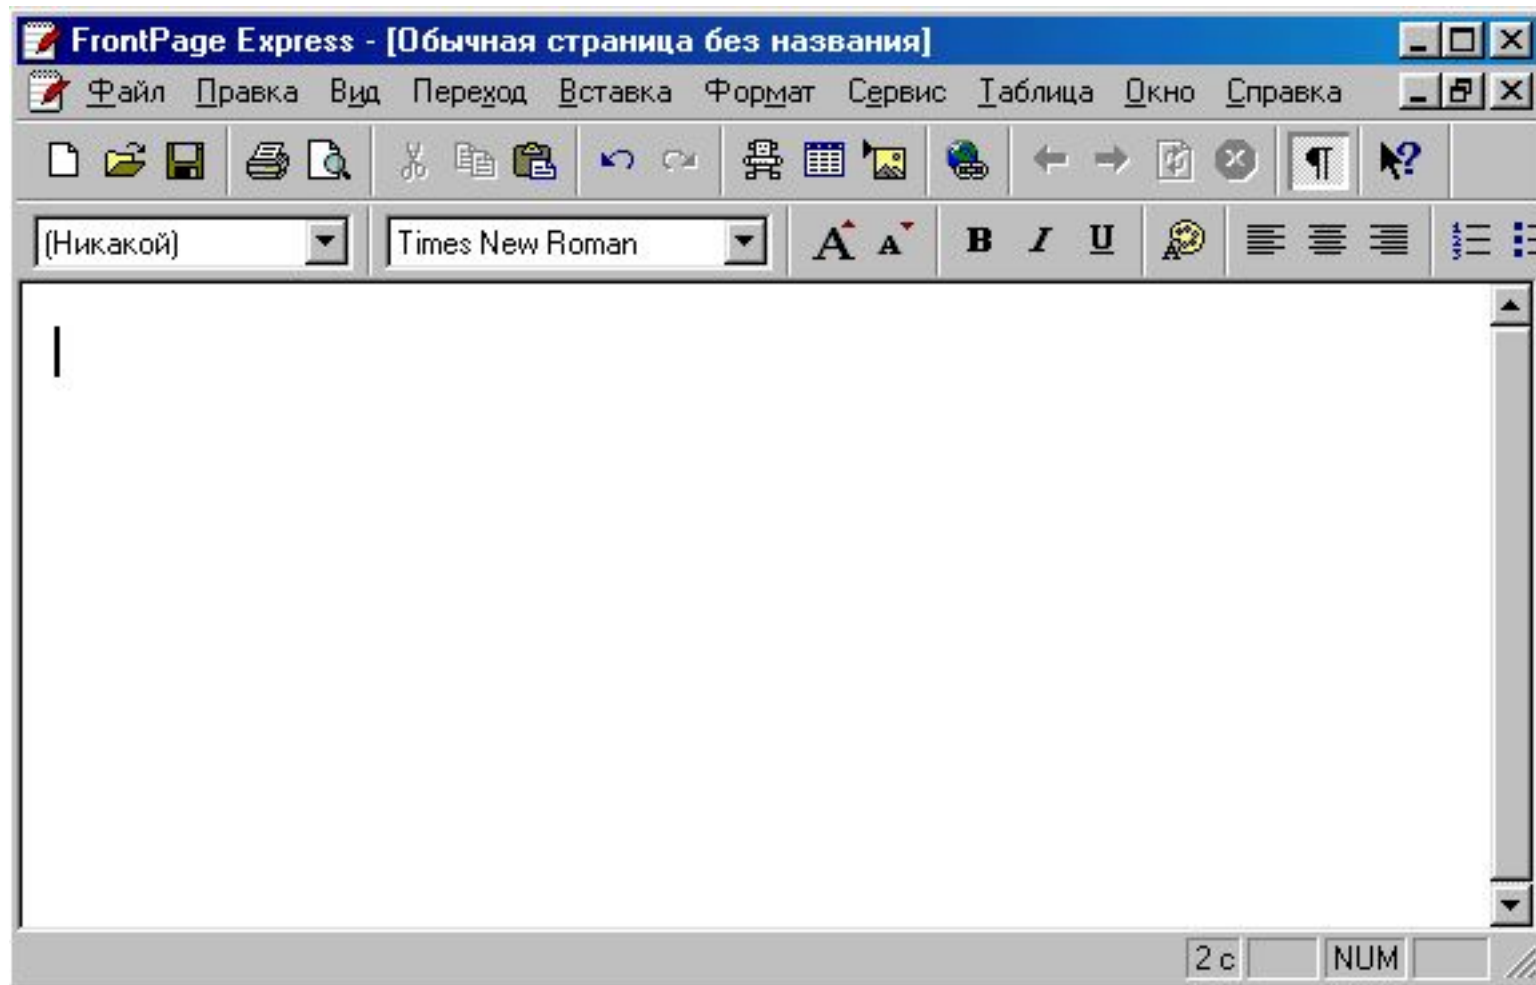 FrontPage Express - [Обычная страница без названия]
Файл Правка Вид Переход Вставка Формат Сервис Таблица Окно Справка
(Никакой) Times New Roman A A B I U
2 с NUM